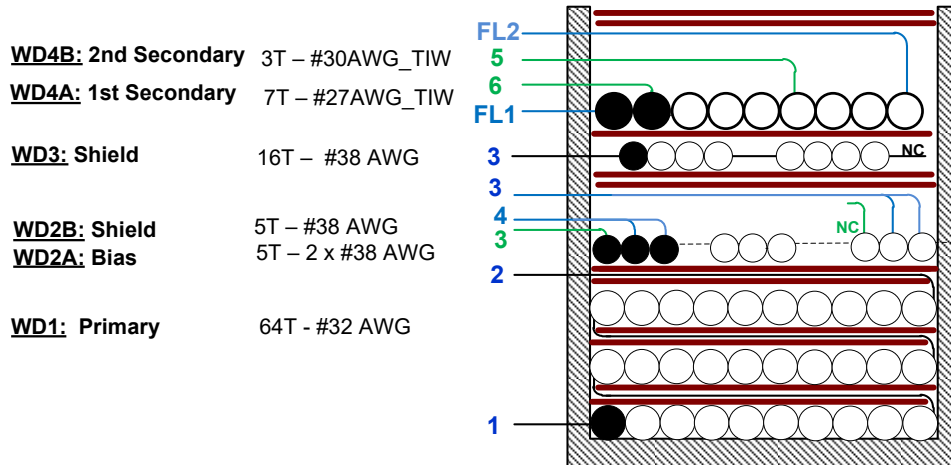 FL2
WD4B: 2nd Secondary 3T – #30AWG_TIW
5
6
WD4A: 1st Secondary 7T – #27AWG_TIW
FL1
WD3: Shield 16T – #38 AWG
3
NC
3
WD2B: Shield 5T – #38 AWG
4
NC
3
WD2A: Bias 5T – 2 x #38 AWG
2
WD1: Primary 64T - #32 AWG
1